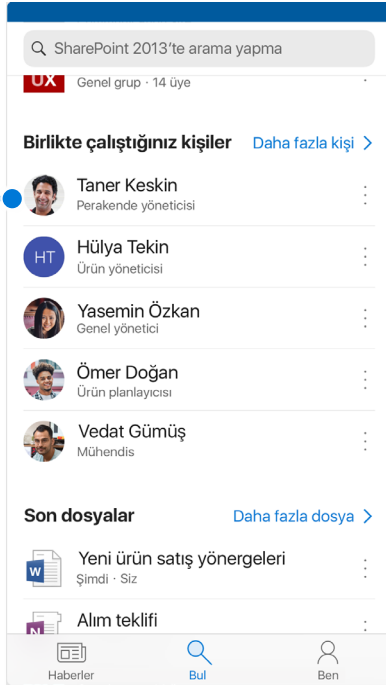 SharePoint 2013'te arama yapma
UX
Genel grup · 14 üye
Birlikte çalıştığınız kişiler
Daha fazla kişi
Taner Keskin
Perakende yöneticisi
HT
Hülya Tekin
Ürün yöneticisi
Yasemin Özkan
Genel yönetici
Ömer Doğan
Ürün planlayıcısı
Vedat Gümüş
Mühendis
Son dosyalar
Daha fazla dosya
W
Yeni ürün satış yönergeleri
Şimdi · Siz
N
Alım teklifi
Haberler
Bul
Ben